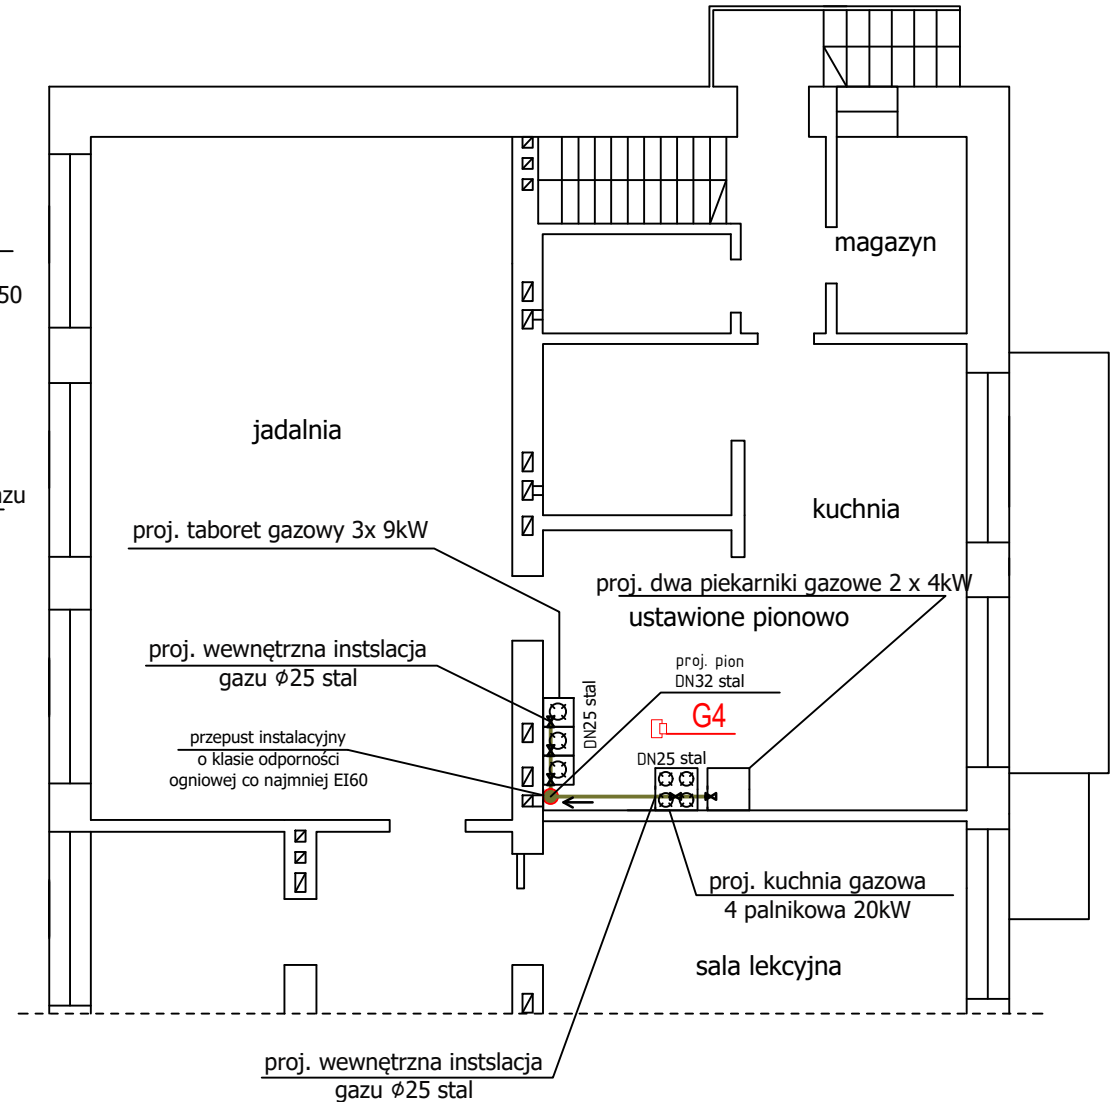 magazyn
50
jadalnia
azu
kuchnia
proj. taboret gazowy 3x 9kW
proj. dwa piekarniki gazowe 2 x 4kW
ustawione pionowo
proj. wewnętrzna instslacja
gazu ⌀25 stal
proj. pion
DN32 stal
DN25 stal
G4
przepust instalacyjny
o klasie odporności
ogniowej co najmniej EI60
DN25 stal
proj. kuchnia gazowa
4 palnikowa 20kW
sala lekcyjna
proj. wewnętrzna instslacja
gazu ⌀25 stal